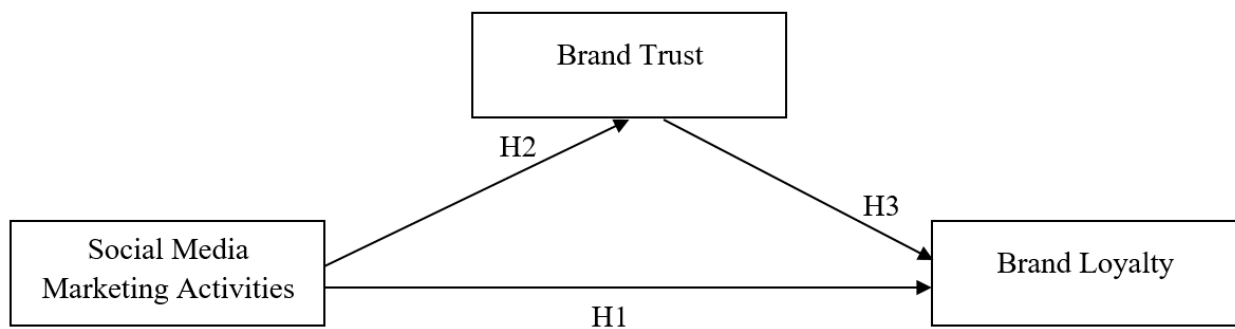 Brand Trust
H2
H3
Social Media
Marketing Activities
Brand Loyalty
H1